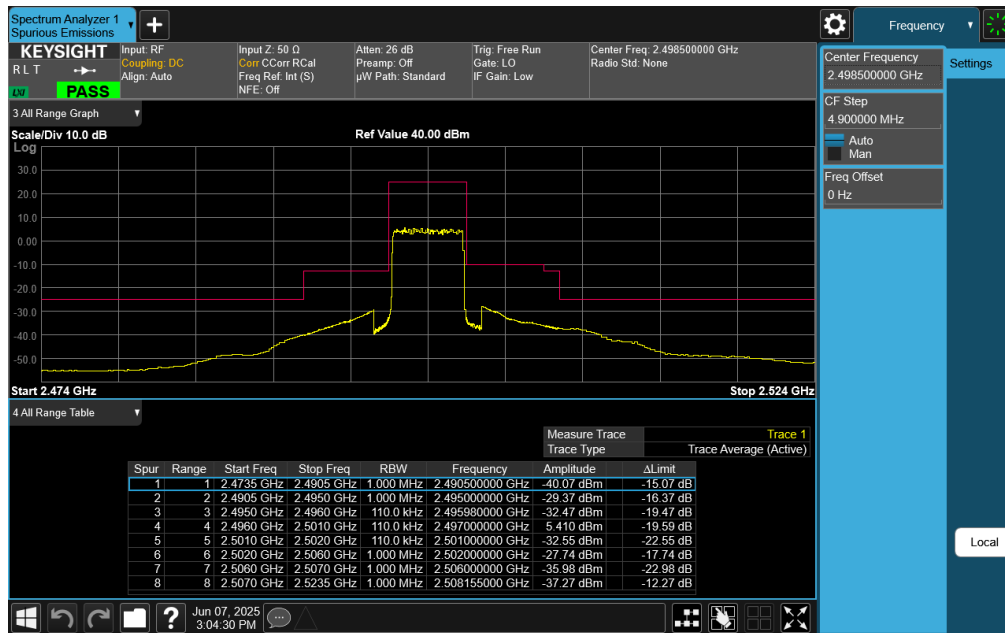 Spectrum Analyzer 1
Spurious Emissions
Frequency
KEYSIGHT
R L T
LXI
PASS
Input: RF
Coupling: DC
Align: Auto
Input Z: 50 Ω
Corr CCorr RCal
Freq Ref: Int (S)
NFE: Off
Atten: 26 dB
Preamp: Off
µW Path: Standard
Trig: Free Run
Gate: LO
IF Gain: Low
Center Freq: 2.498500000 GHz
Radio Std: None
Center Frequency
2.498500000 GHz
Settings
CF Step
4.900000 MHz
Auto
Man
Freq Offset
0 Hz
3 All Range Graph
Scale/Div 10.0 dB
Ref Value 40.00 dBm
Log
30.0
20.0
10.0
0.00
-10.0
-20.0
-30.0
-40.0
-50.0
Start 2.474 GHz
Stop 2.524 GHz
4 All Range Table
Measure Trace Trace 1
Trace Type Trace Average (Active)
Spur Range Start Freq Stop Freq RBW Frequency Amplitude ΔLimit
1 1 2.4735 GHz 2.4905 GHz 1.000 MHz 2.490500000 GHz -40.07 dBm -15.07 dB
2 2 2.4905 GHz 2.4950 GHz 1.000 MHz 2.495000000 GHz -29.37 dBm -16.37 dB
3 3 2.4950 GHz 2.4960 GHz 110.0 kHz 2.495980000 GHz -32.47 dBm -19.47 dB
4 4 2.4960 GHz 2.5010 GHz 110.0 kHz 2.497000000 GHz 5.410 dBm -19.59 dB
5 5 2.5010 GHz 2.5020 GHz 110.0 kHz 2.501000000 GHz -32.55 dBm -22.55 dB
6 6 2.5020 GHz 2.5060 GHz 1.000 MHz 2.502000000 GHz -27.74 dBm -17.74 dB
7 7 2.5060 GHz 2.5070 GHz 1.000 MHz 2.506000000 GHz -35.98 dBm -22.98 dB
8 8 2.5070 GHz 2.5235 GHz 1.000 MHz 2.508155000 GHz -37.27 dBm -12.27 dB
Local
Jun 07, 2025
3:04:30 PM